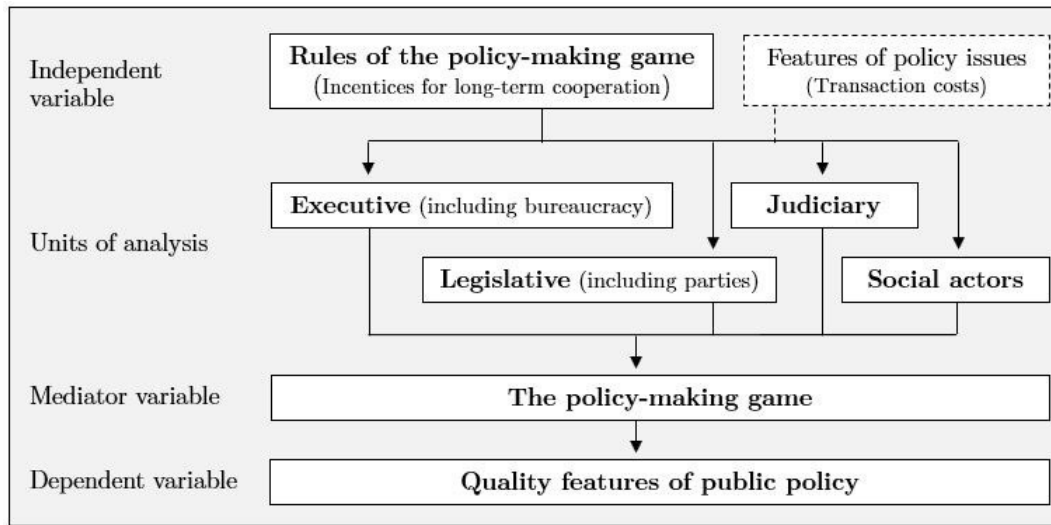 Independent
variable
Rules of the policy-making game
(Incentices for long-term cooperation)
Features of policy issues
(Transaction costs)
Units of analysis
Executive (including bureaucracy)
Judiciary
Legislative (including parties)
Social actors
Mediator variable
The policy-making game
Dependent variable
Quality features of public policy